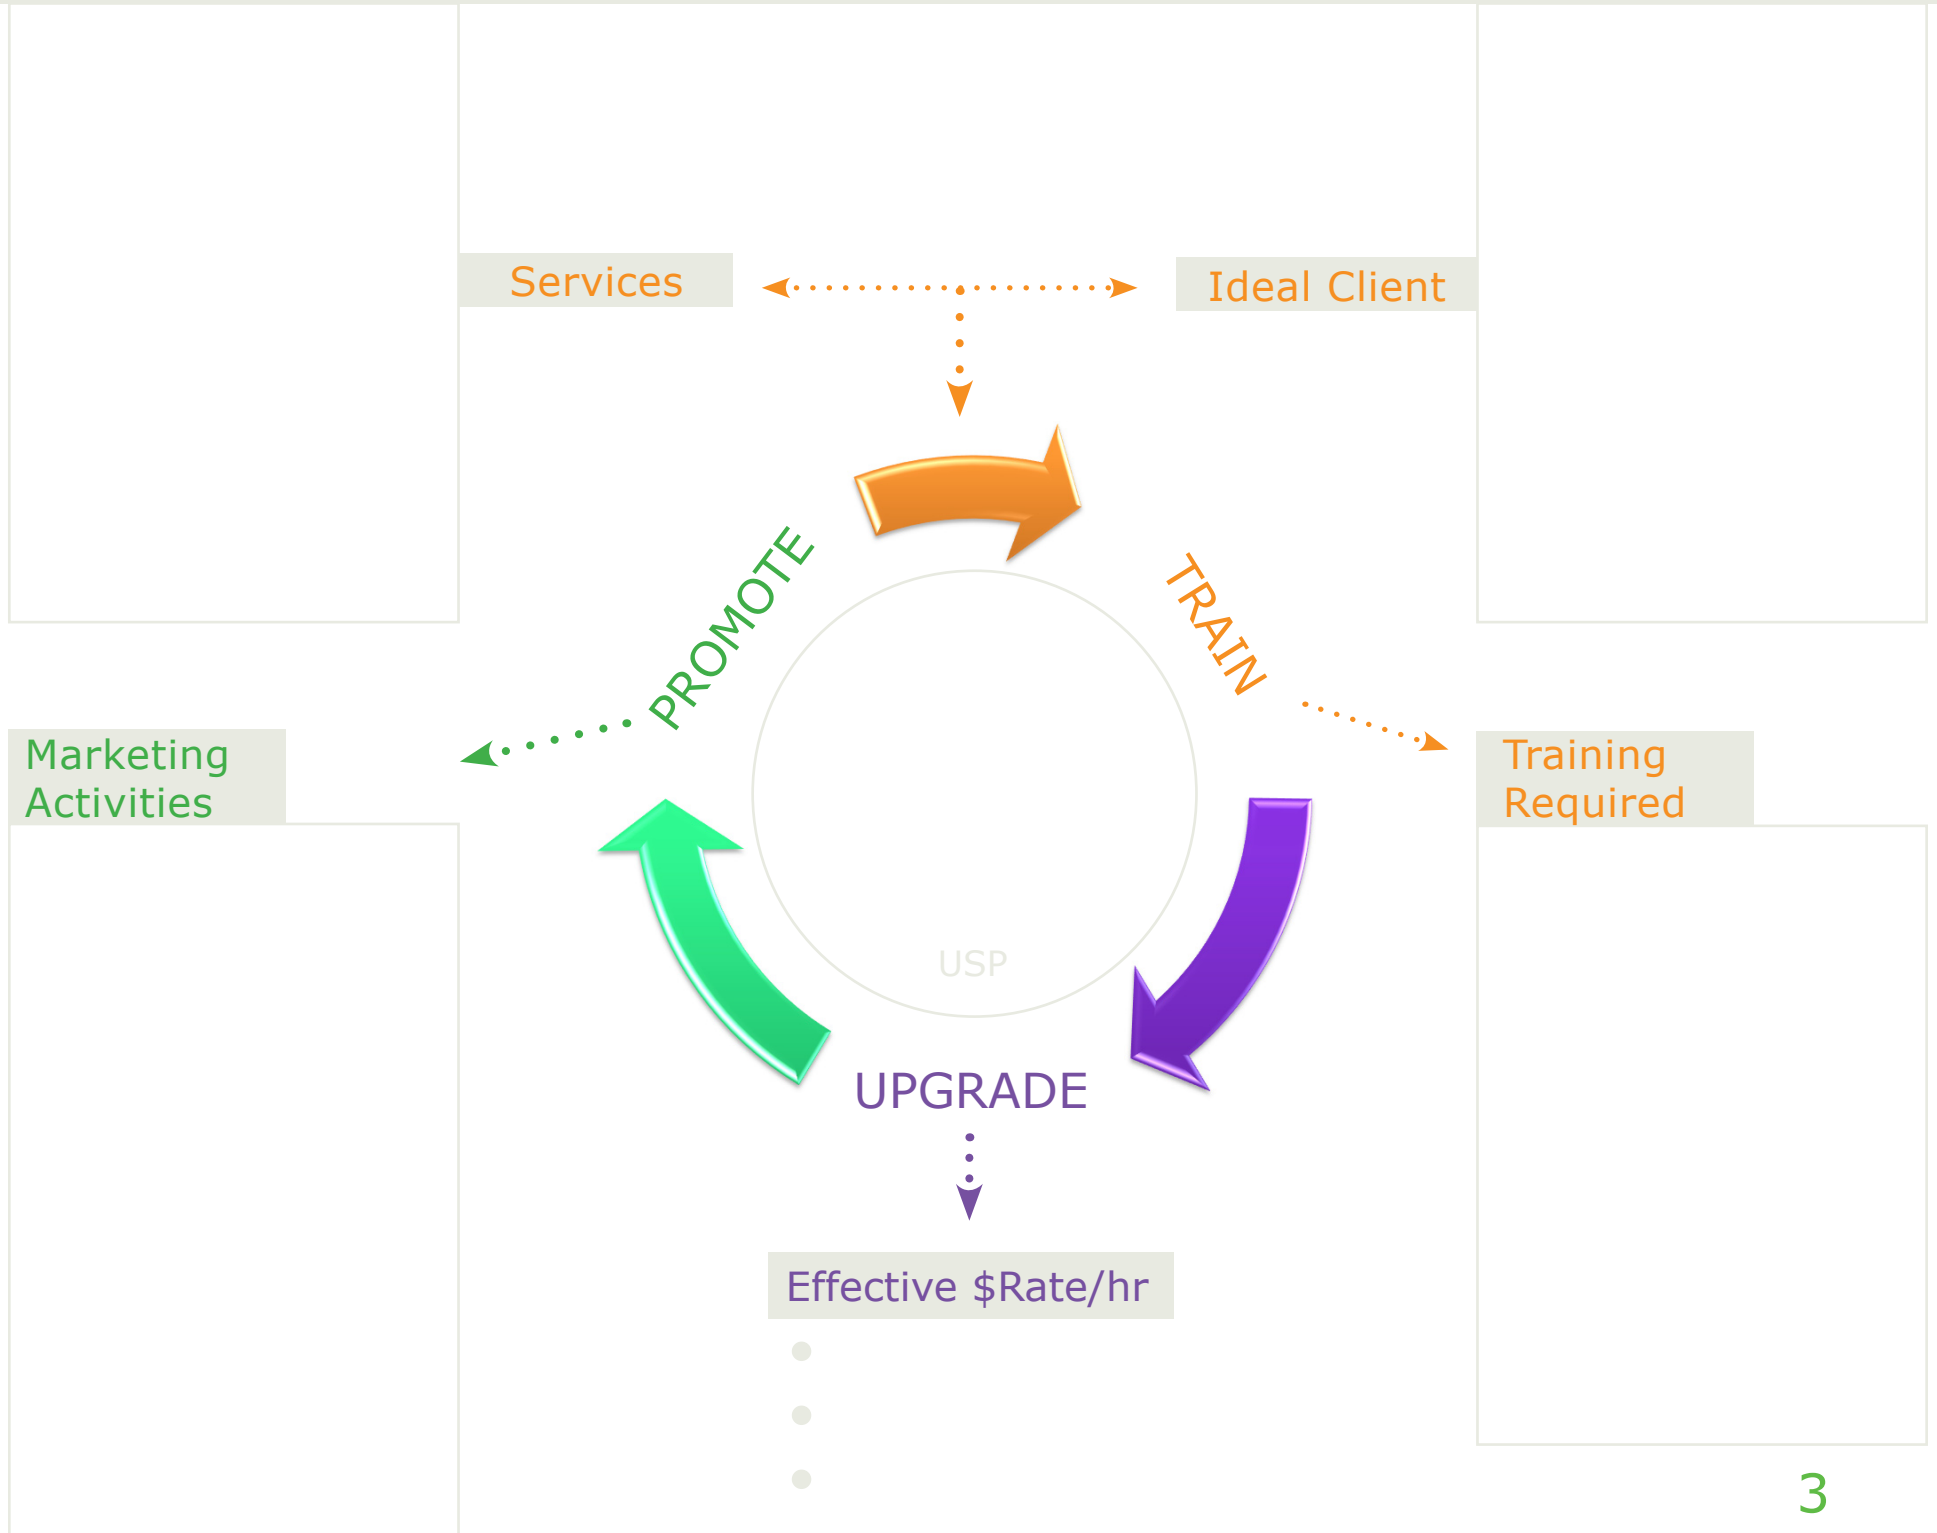 Services
Ideal Client
PROMOTE
TRAIN
Marketing
Activities
Training
Required
USP
UPGRADE
Effective $Rate/hr
3